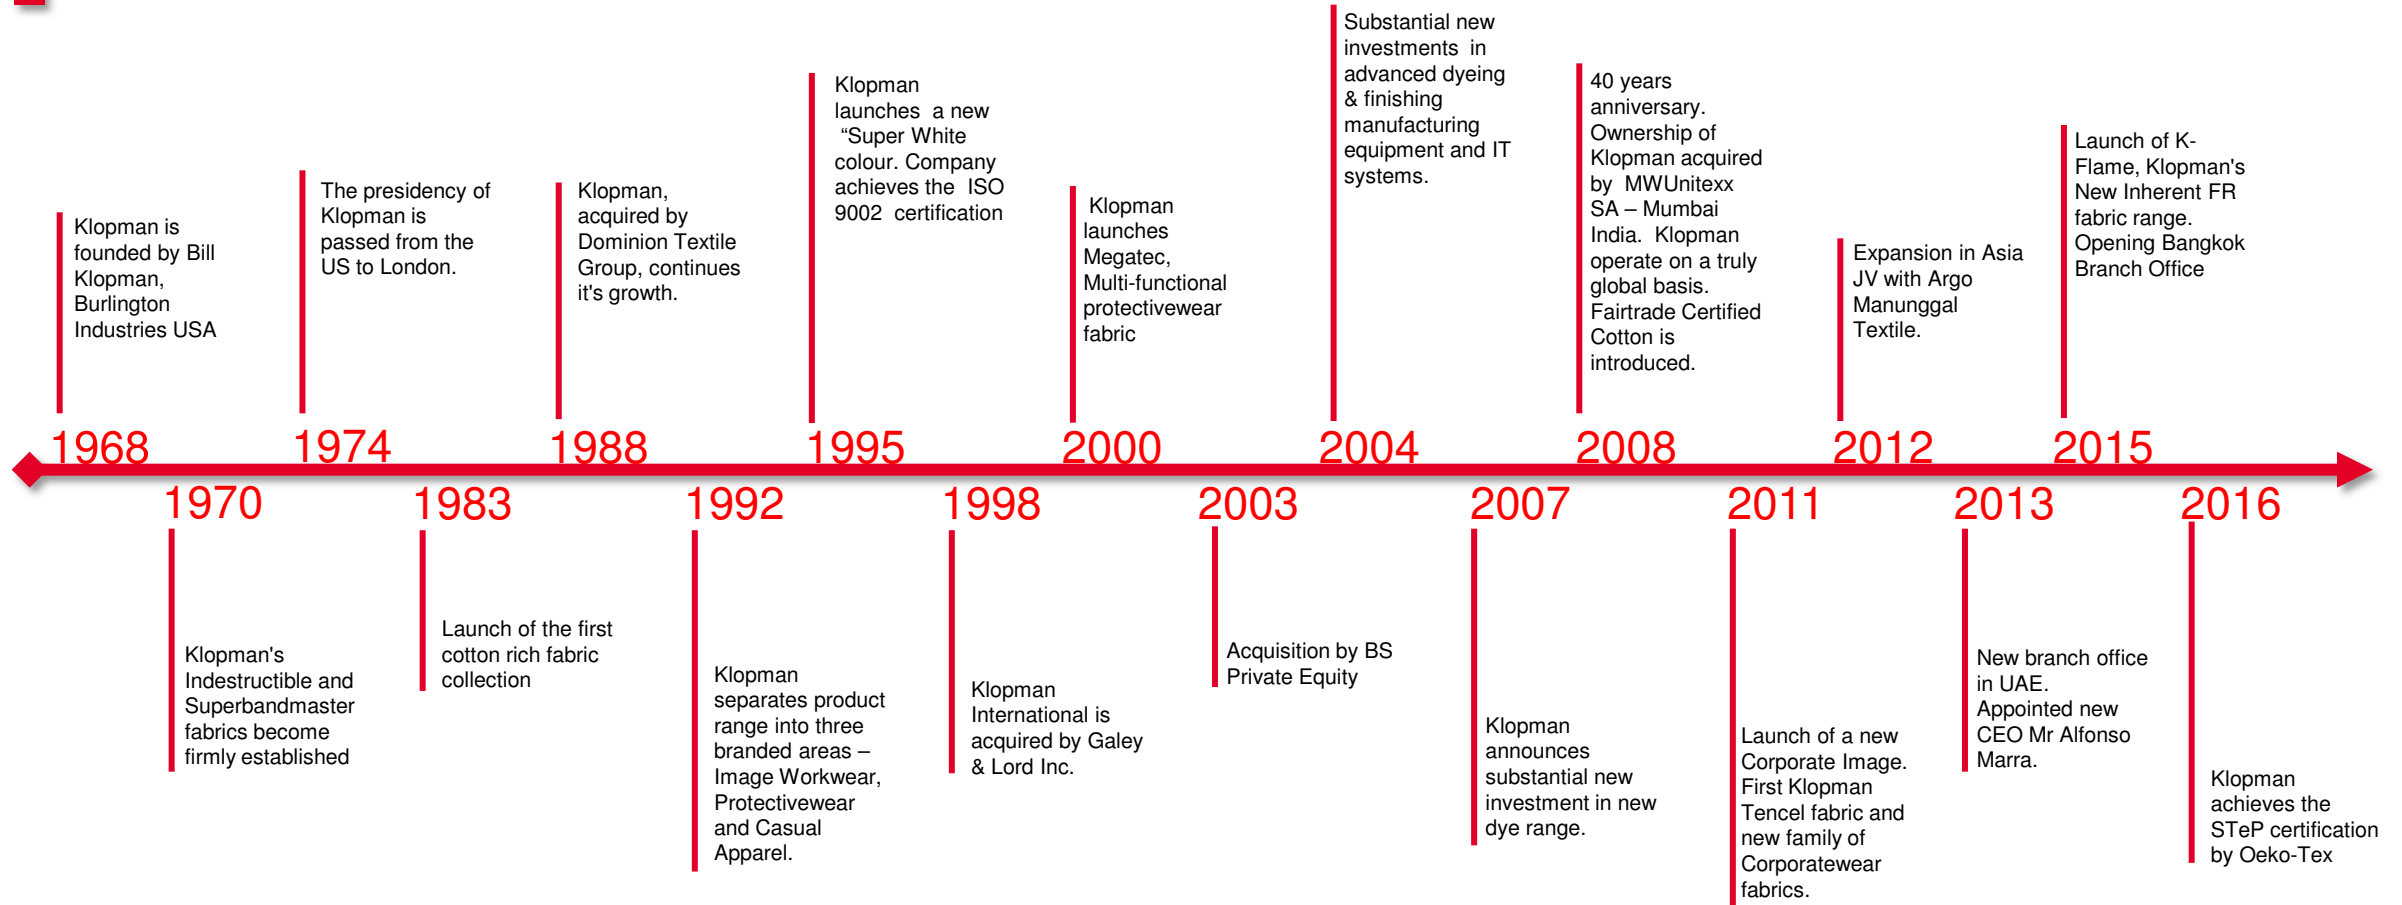 Klopman is
founded by Bill
Klopman,
Burlington
Industries USA
1968
1970
Klopman's
Indestructible and
Superbandmaster
fabrics become
firmly established
The presidency of
Klopman is
passed from the
US to London.
1974
1983
Launch of the first
cotton rich fabric
collection
Klopman,
acquired by
Dominion Textile
Group, continues
it's growth.
1988
1992
Klopman
separates product
range into three
branded areas –
Image Workwear,
Protectivewear
and Casual
Apparel.
Klopman
launches a new
“Super White
colour. Company
achieves the ISO
9002 certification
1995
1998
Klopman
International is
acquired by Galey
& Lord Inc.
Klopman
launches
Megatec,
Multi-functional
protectivewear
fabric
2000
2003
Acquisition by BS
Private Equity
Substantial new
investments in
advanced dyeing
& finishing
manufacturing
equipment and IT
systems.
2004
2007
Klopman
announces
substantial new
investment in new
dye range.
40 years
anniversary.
Ownership of
Klopman acquired
by MWUnitexx
SA – Mumbai
India. Klopman
operate on a truly
global basis.
Fairtrade Certified
Cotton is
introduced.
2008
2011
Launch of a new
Corporate Image.
First Klopman
Tencel fabric and
new family of
Corporatewear
fabrics.
Expansion in Asia
JV with Argo
Manunggal
Textile.
2012
2013
New branch office
in UAE.
Appointed new
CEO Mr Alfonso
Marra.
Launch of K-
Flame, Klopman's
New Inherent FR
fabric range.
Opening Bangkok
Branch Office
2015
2016
Klopman
achieves the
STeP certification
by Oeko-Tex